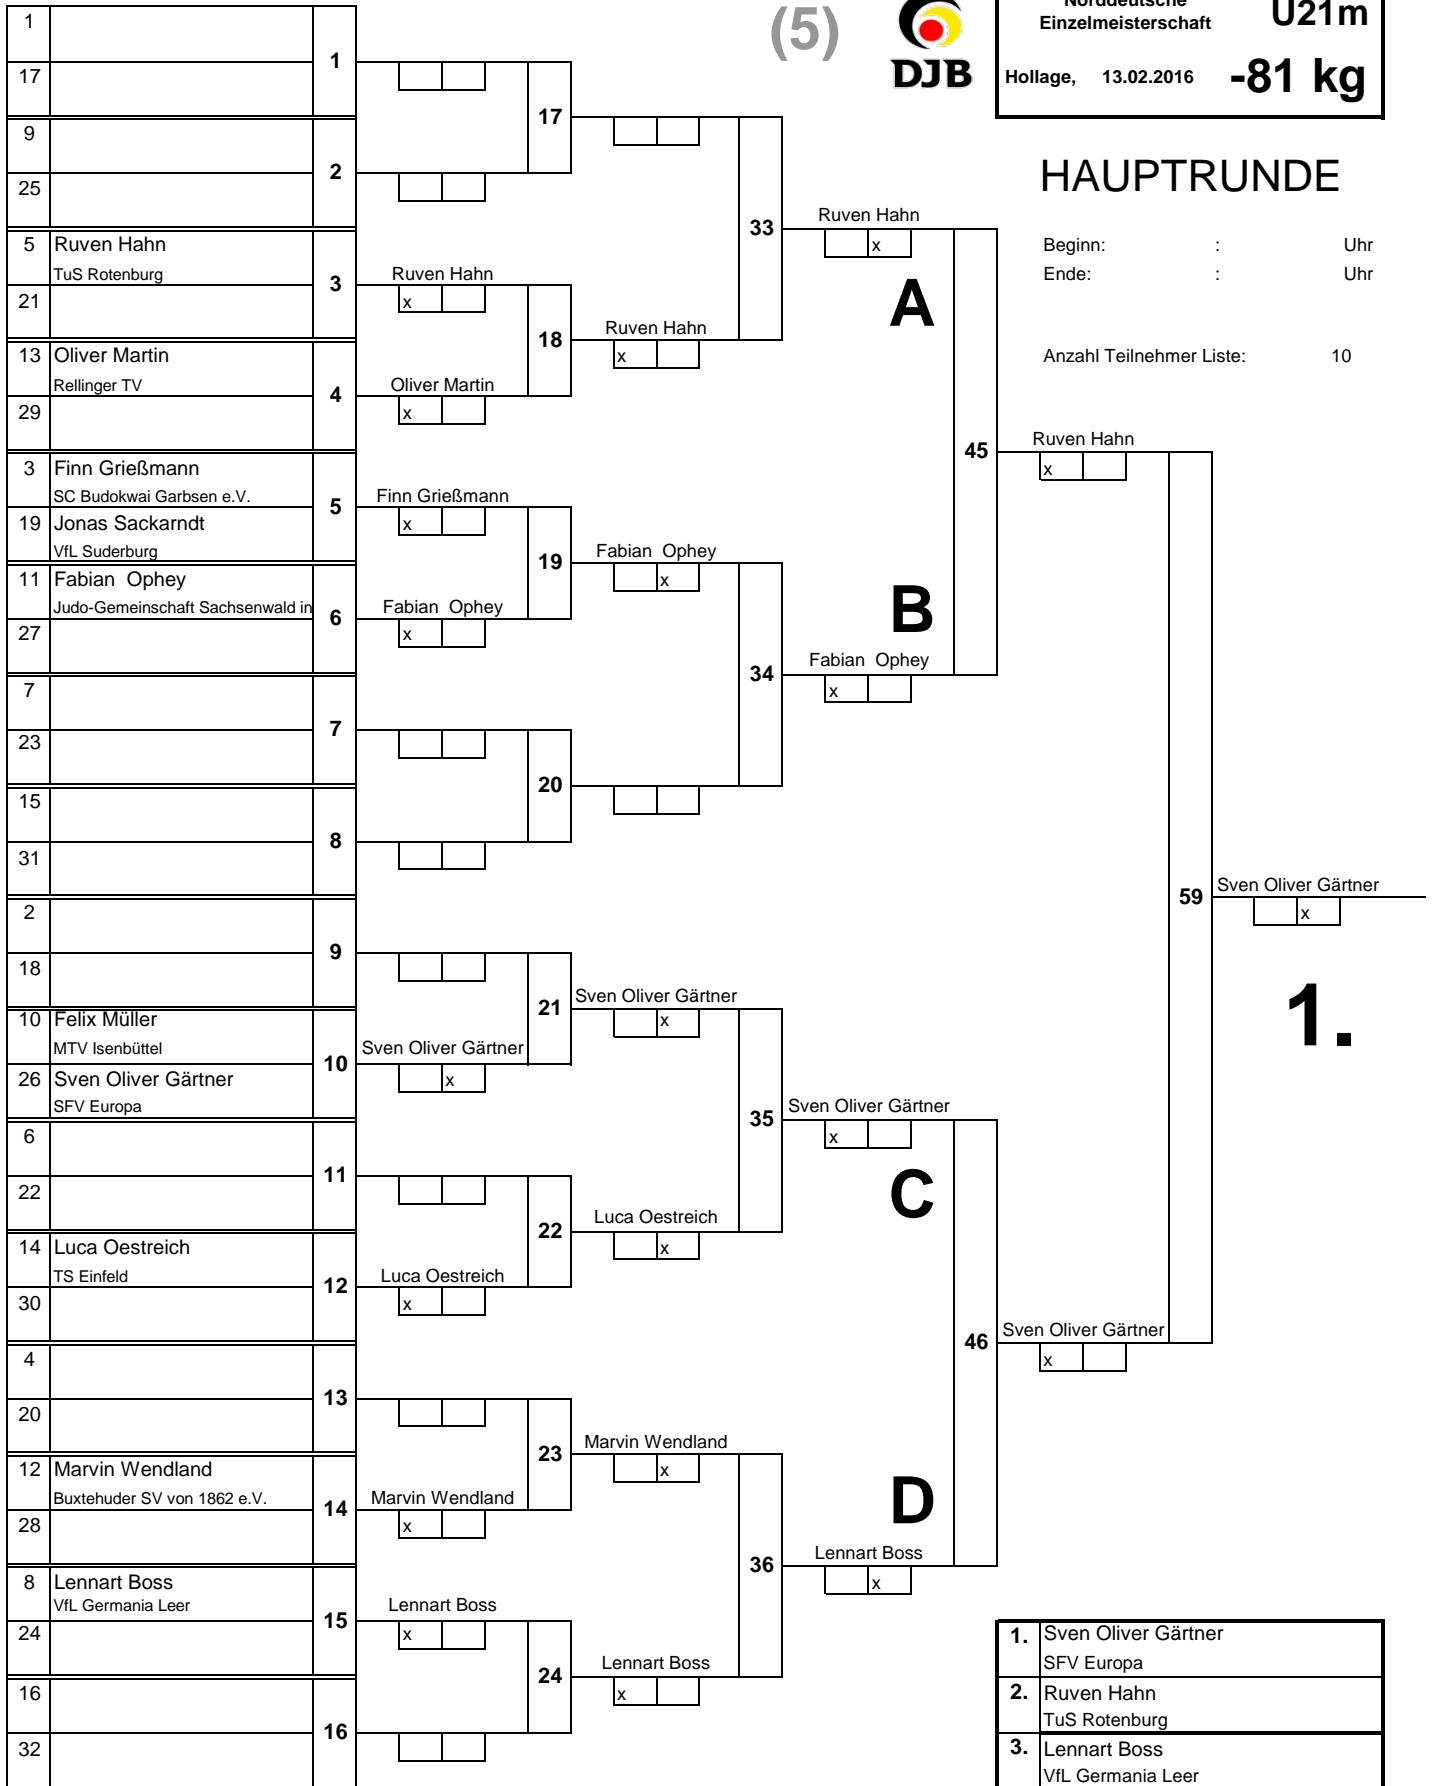 (5)
DJB
Norddeutsche
Einzelmeisterschaft
U21m
Hollage, 13.02.2016 -81 kg
HAUPTRUNDE
Beginn: : Uhr
Ende: : Uhr
Anzahl Teilnehmer Liste: 10
1
17
1
9
25
2
5 Ruven Hahn
TuS Rotenburg
21
3
13 Oliver Martin
Rellinger TV
29
4
3 Finn Grießmann
SC Budokwai Garbsen e.V.
19 Jonas Sackarndt
VfL Suderburg
5
11 Fabian Ophey
Judo-Gemeinschaft Sachsenwald in
27
6
7
23
7
15
31
8
2
18
9
10 Felix Müller
MTV Isenbüttel
26 Sven Oliver Gärtner
SFV Europa
10
6
22
11
14 Luca Oestreich
TS Einfeld
30
12
4
20
13
12 Marvin Wendland
Buxtehuder SV von 1862 e.V.
28
14
8 Lennart Boss
VfL Germania Leer
24
15
16
32
16
Ruven Hahn
x
Oliver Martin
x
Finn Grießmann
x
Fabian Ophey
x
Sven Oliver Gärtner
x
Luca Oestreich
x
Marvin Wendland
x
Lennart Boss
x
17
18
19
20
21
22
23
24
Ruven Hahn
x
Fabian Ophey
x
Sven Oliver Gärtner
x
Luca Oestreich
x
Marvin Wendland
x
Lennart Boss
x
33
34
35
36
Ruven Hahn
x
A
B
Fabian Ophey
x
Sven Oliver Gärtner
x
C
D
Lennart Boss
x
45
46
Ruven Hahn
x
Sven Oliver Gärtner
x
59
Sven Oliver Gärtner
x
1.
1. Sven Oliver Gärtner
SFV Europa
2. Ruven Hahn
TuS Rotenburg
3. Lennart Boss
VfL Germania Leer